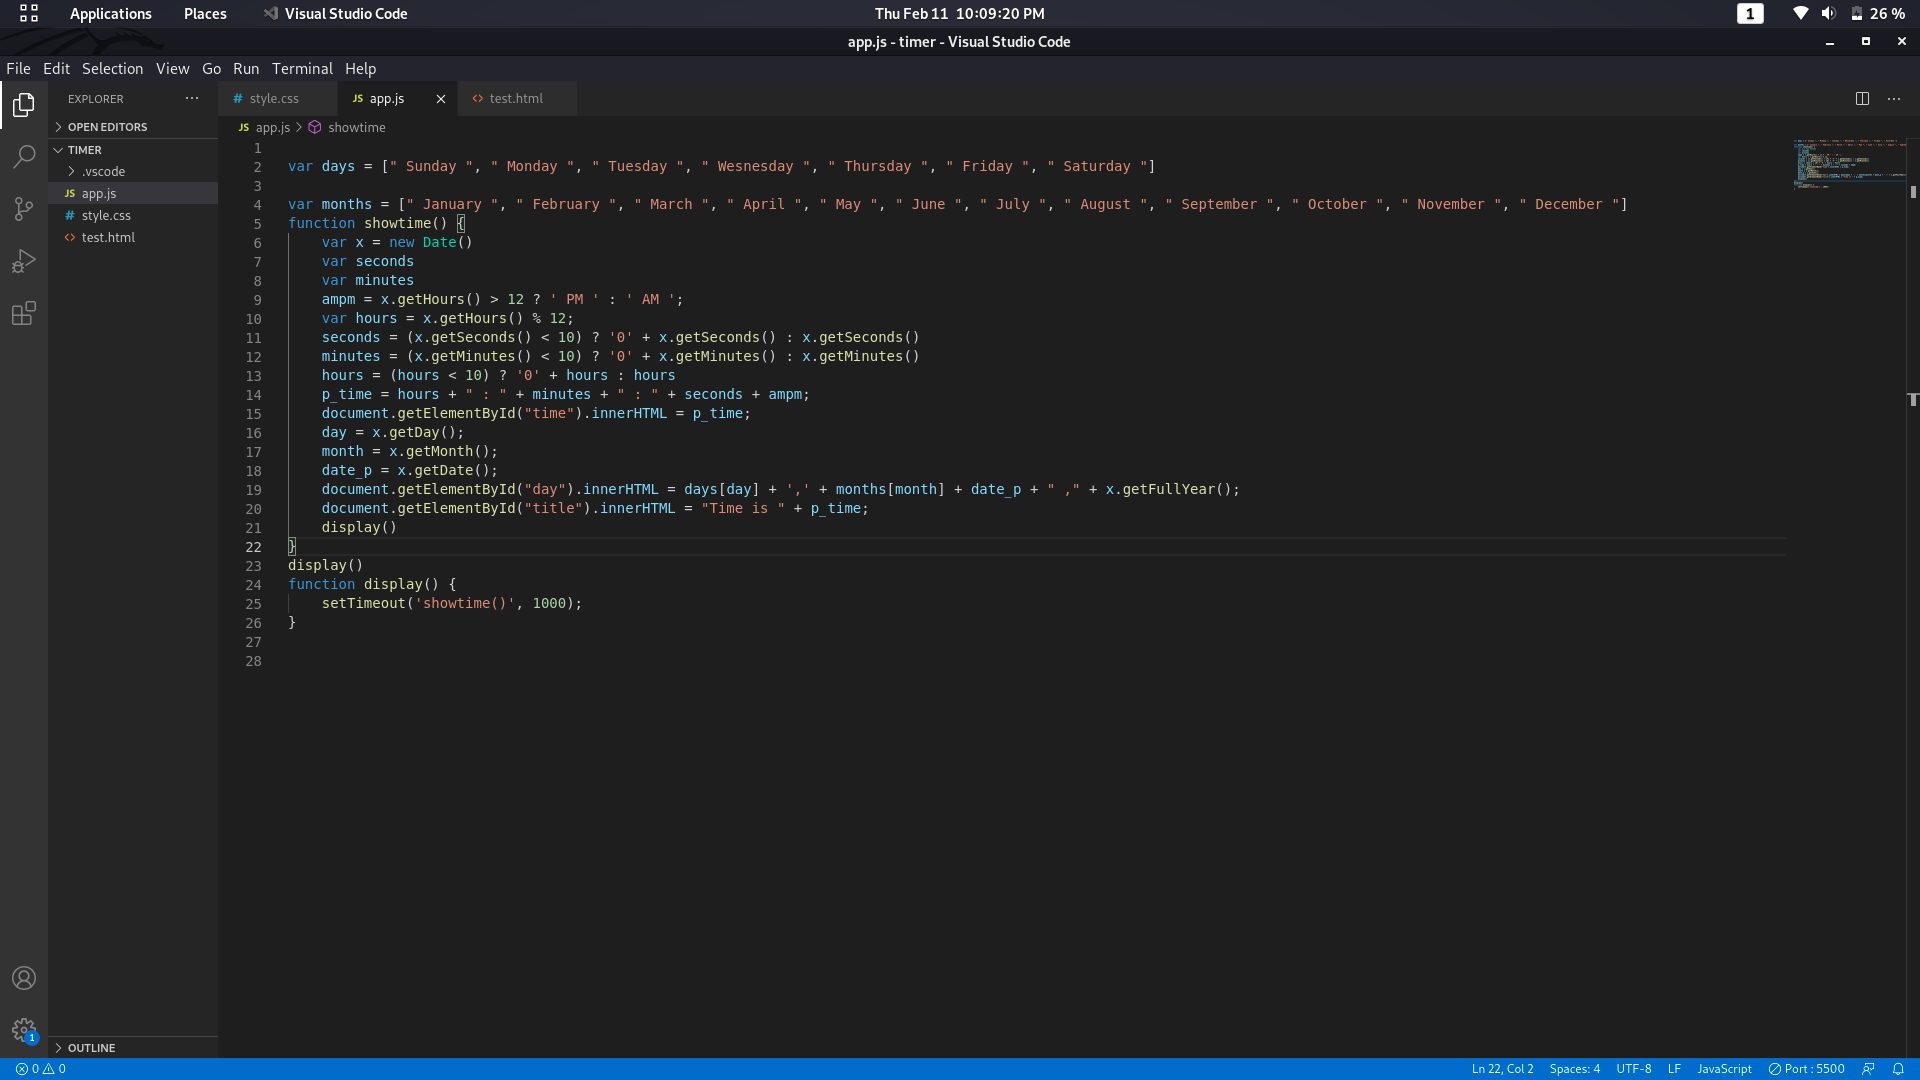 Applications Places Visual Studio Code Thu Feb 11 10:09:20 PM 1 26 %
app.js - timer - Visual Studio Code
File Edit Selection View Go Run Terminal Help
EXPLORER
OPEN EDITORS
TIMER
.vscode
JS app.js
# style.css
<> test.html
OUTLINE
1
# style.css JS app.js <> test.html
JS app.js > showtime
1
2 var days = [" Sunday ", " Monday ", " Tuesday ", " Wesnesday ", " Thursday ", " Friday ", " Saturday "]
3
4 var months = [" January ", " February ", " March ", " April ", " May ", " June ", " July ", " August ", " September ", " October ", " November ", " December "]
5 function showtime() {
6 var x = new Date()
7 var seconds
8 var minutes
9 ampm = x.getHours() > 12 ? ' PM ' : ' AM ';
10 var hours = x.getHours() % 12;
11 seconds = (x.getSeconds() < 10) ? '0' + x.getSeconds() : x.getSeconds()
12 minutes = (x.getMinutes() < 10) ? '0' + x.getMinutes() : x.getMinutes()
13 hours = (hours < 10) ? '0' + hours : hours
14 p_time = hours + " : " + minutes + " : " + seconds + ampm;
15 document.getElementById("time").innerHTML = p_time;
16 day = x.getDay();
17 month = x.getMonth();
18 date_p = x.getDate();
19 document.getElementById("day").innerHTML = days[day] + ',' + months[month] + date_p + " ," + x.getFullYear();
20 document.getElementById("title").innerHTML = "Time is " + p_time;
21 display()
22 }
23 display()
24 function display() {
25 setTimeout('showtime()', 1000);
26 }
27
28
0 0 Ln 22, Col 2 Spaces: 4 UTF-8 LF JavaScript Port : 5500